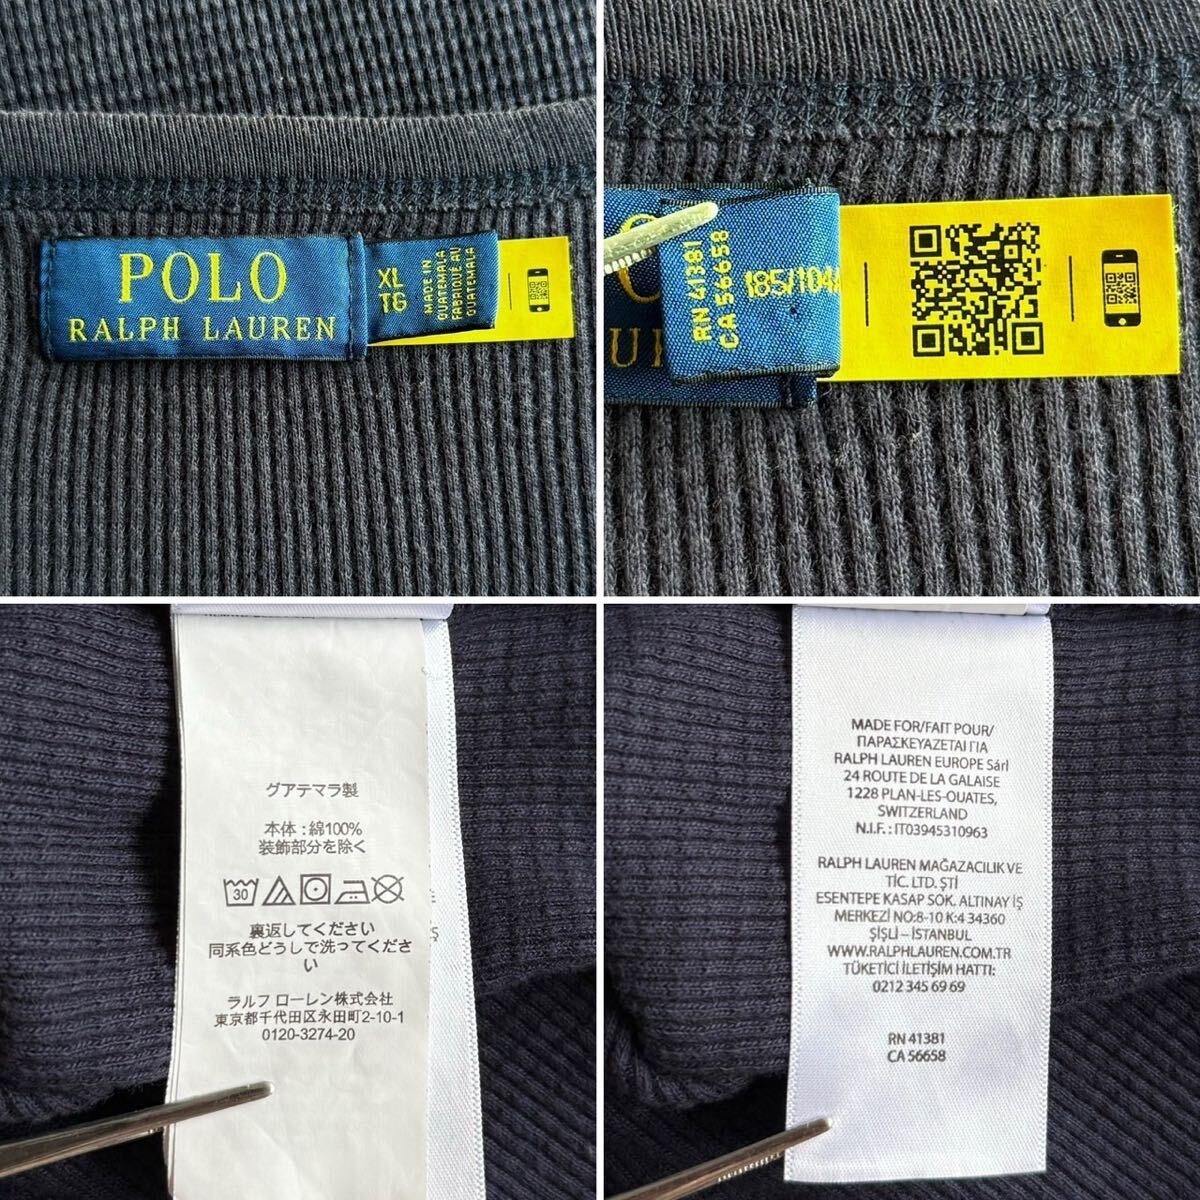 POLO
RALPH LAUREN
XL
TG
MADE IN
GUATEMALA
FABRIQUÉ AU
GUATEMALA
RN 41381
CA 56658
185/104A
グアテマラ製
本体:綿100%
装飾部分を除く
30
裏返してください
同系色どうしで洗ってくださ
い
ラルフ ローレン株式会社
東京都千代田区永田町2-10-1
0120-3274-20
MADE FOR/FAIT POUR/
ΠΑΡΑΣΚΕΥΑΖΕΤΑΙ ΓΙΑ
RALPH LAUREN EUROPE Sárl
24 ROUTE DE LA GALAISE
1228 PLAN-LES-OUATES,
SWITZERLAND
N.I.F.: IT03945310963
RALPH LAUREN MAĞAZACILIK VE
TİC. LTD. ŞTİ
ESENTEPE KASAP SOK. ALTINAY İŞ
MERKEZİ NO:8-10 K:4 34360
ŞİŞLİ – İSTANBUL
WWW.RALPHLAUREN.COM.TR
TÜKETİCİ İLETİŞİM HATTI:
0212 345 69 69
RN 41381
CA 56658